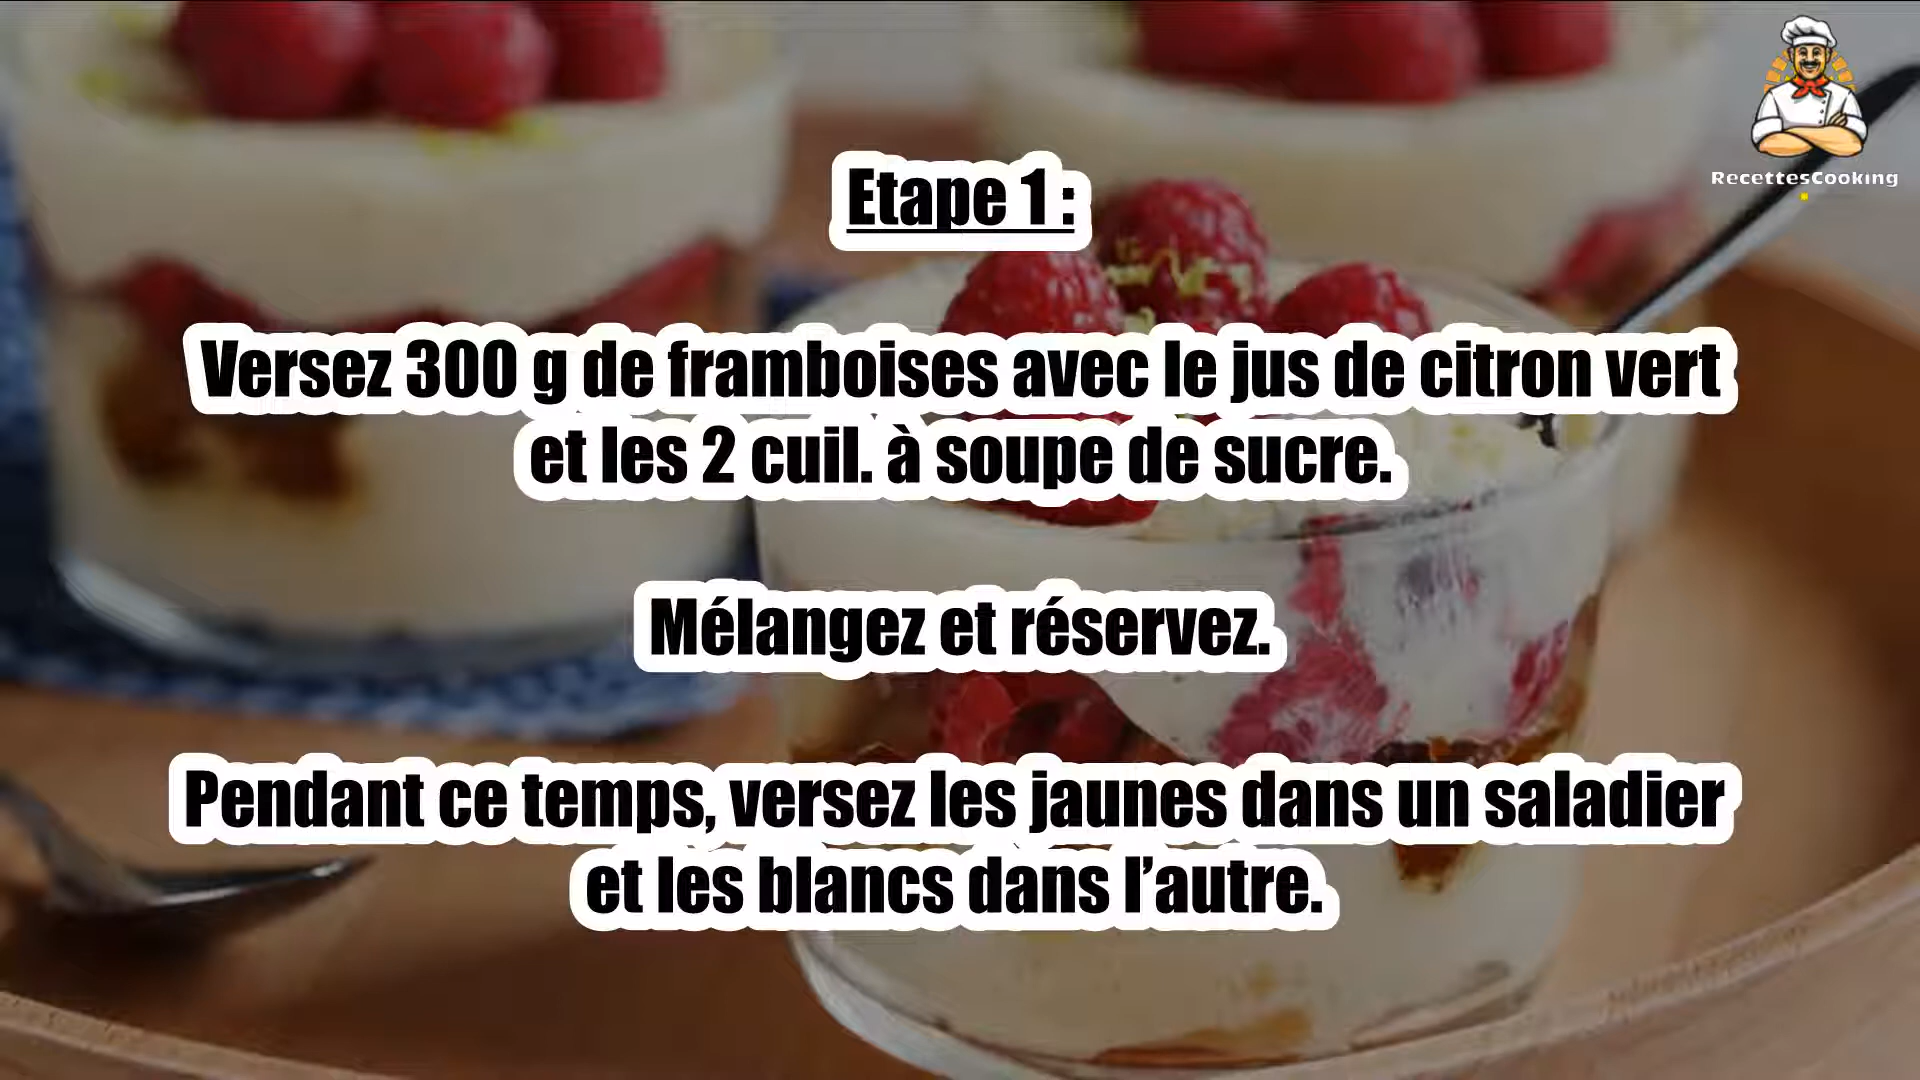 RecettesCooking
Etape 1 :
Versez 300 g de framboises avec le jus de citron vert
et les 2 cuil. à soupe de sucre.
Mélangez et réservez.
Pendant ce temps, versez les jaunes dans un saladier
et les blancs dans l’autre.